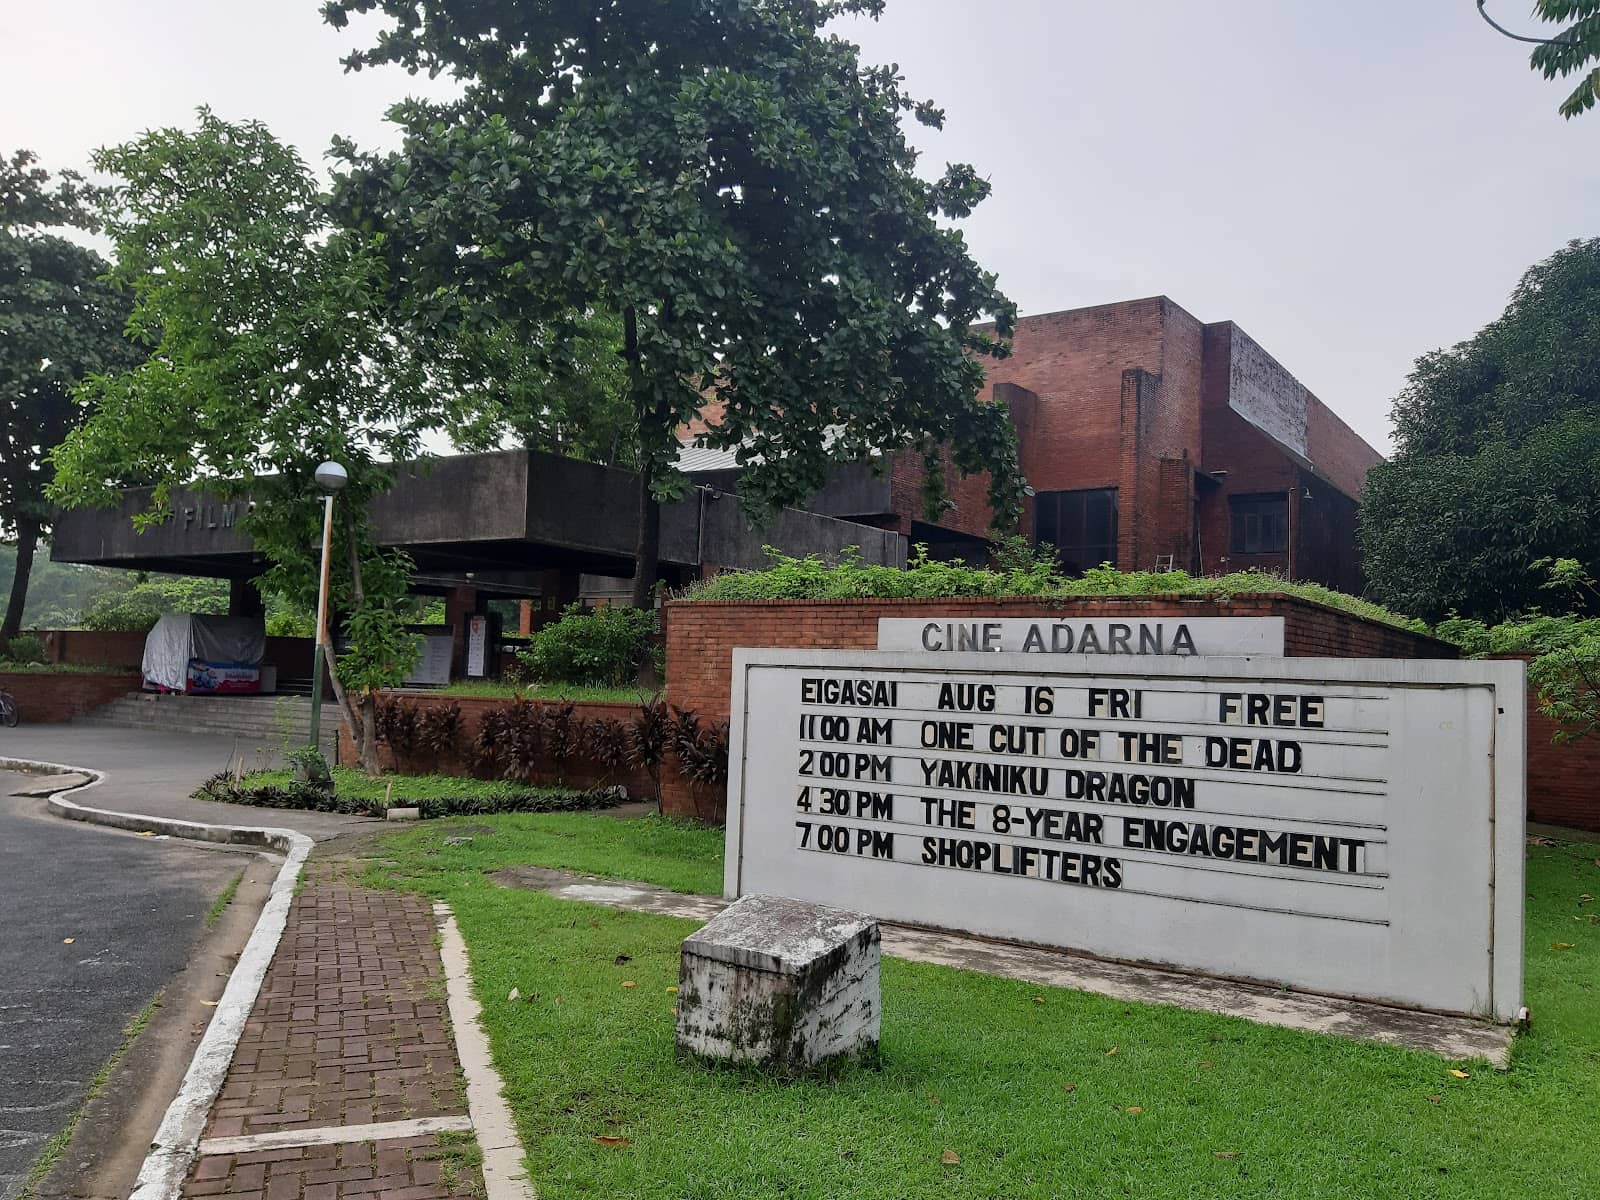 FILM
CINE ADARNA
EIGASAI AUG 16 FRI FREE
11 00 AM ONE CUT OF THE DEAD
2 00 PM YAKINIKU DRAGON
4 30 PM THE 8-YEAR ENGAGEMENT
7 00 PM SHOPLIFTERS